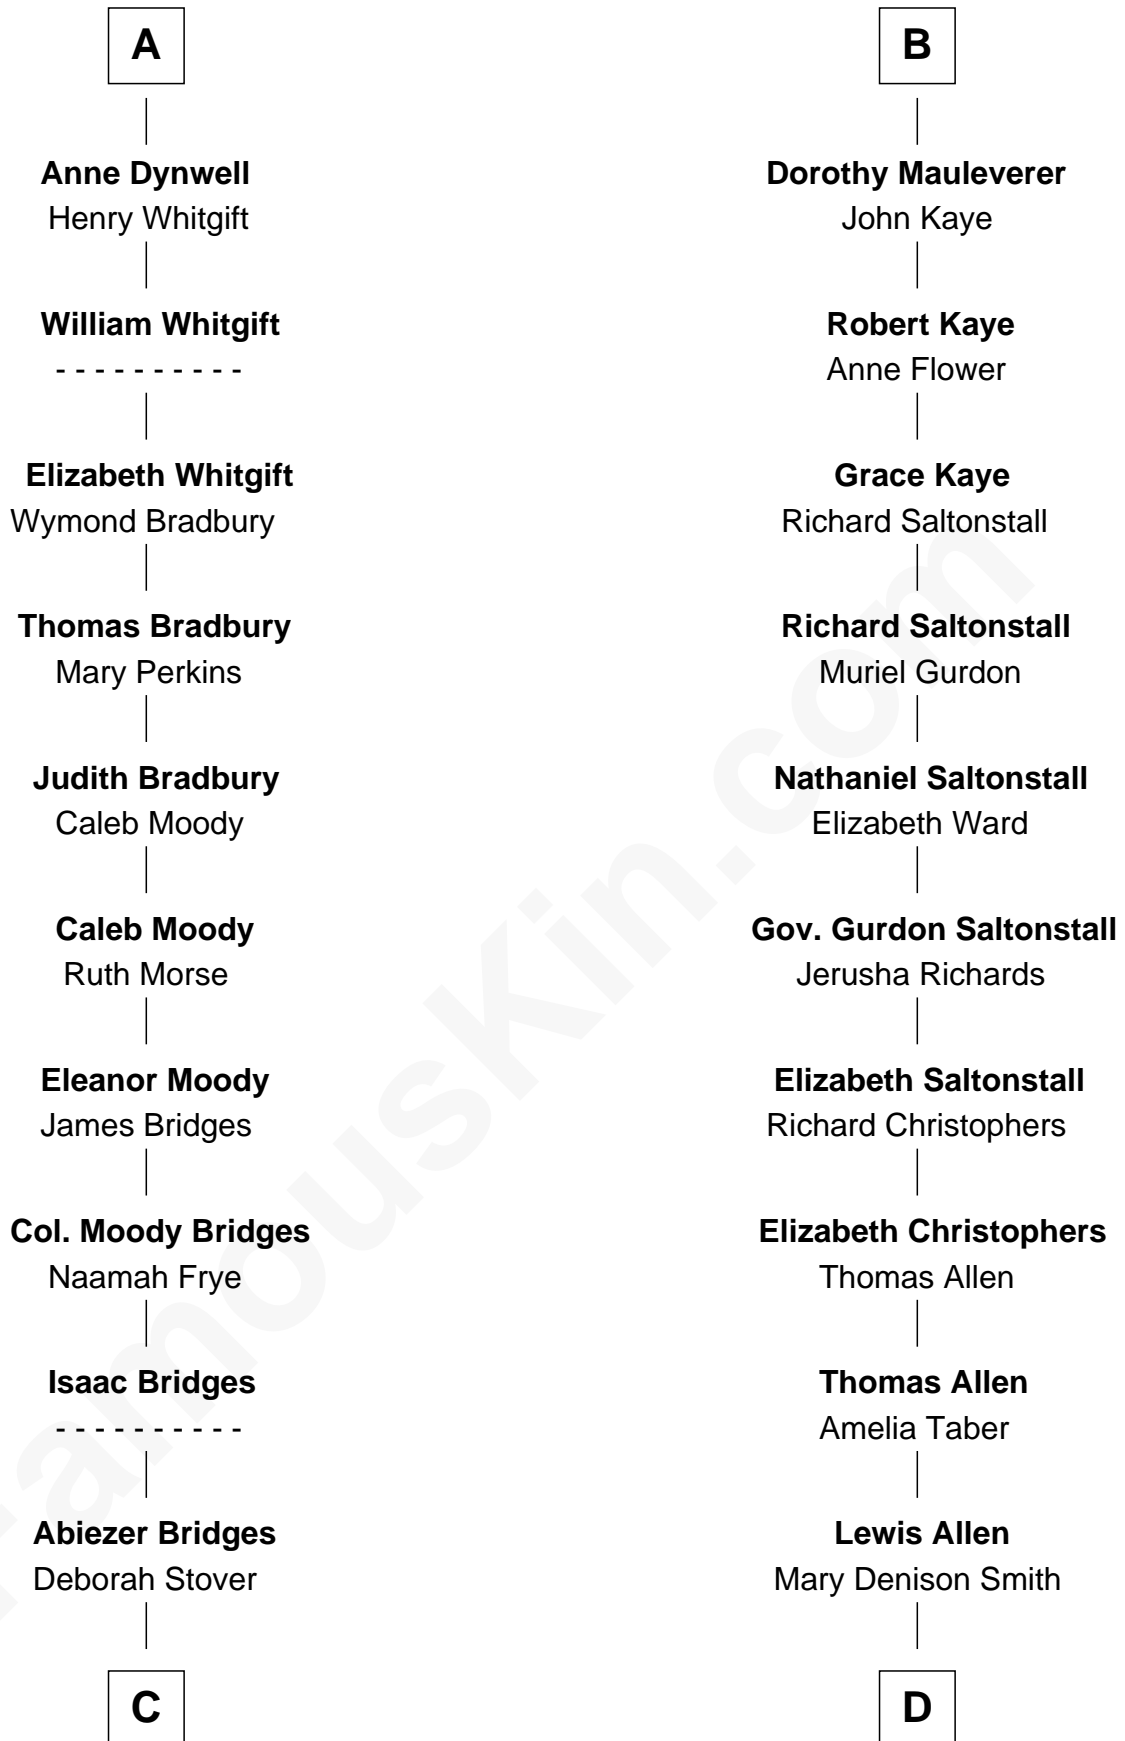 A
Anne Dynwell
Henry Whitgift
William Whitgift
- - - - - - - - - -
Elizabeth Whitgift
Wymond Bradbury
Thomas Bradbury
Mary Perkins
Judith Bradbury
Caleb Moody
Caleb Moody
Ruth Morse
Eleanor Moody
James Bridges
Col. Moody Bridges
Naamah Frye
Isaac Bridges
- - - - - - - - - -
Abiezer Bridges
Deborah Stover
C
B
Dorothy Mauleverer
John Kaye
Robert Kaye
Anne Flower
Grace Kaye
Richard Saltonstall
Richard Saltonstall
Muriel Gurdon
Nathaniel Saltonstall
Elizabeth Ward
Gov. Gurdon Saltonstall
Jerusha Richards
Elizabeth Saltonstall
Richard Christophers
Elizabeth Christophers
Thomas Allen
Thomas Allen
Amelia Taber
Lewis Allen
Mary Denison Smith
D
FamousKin.com